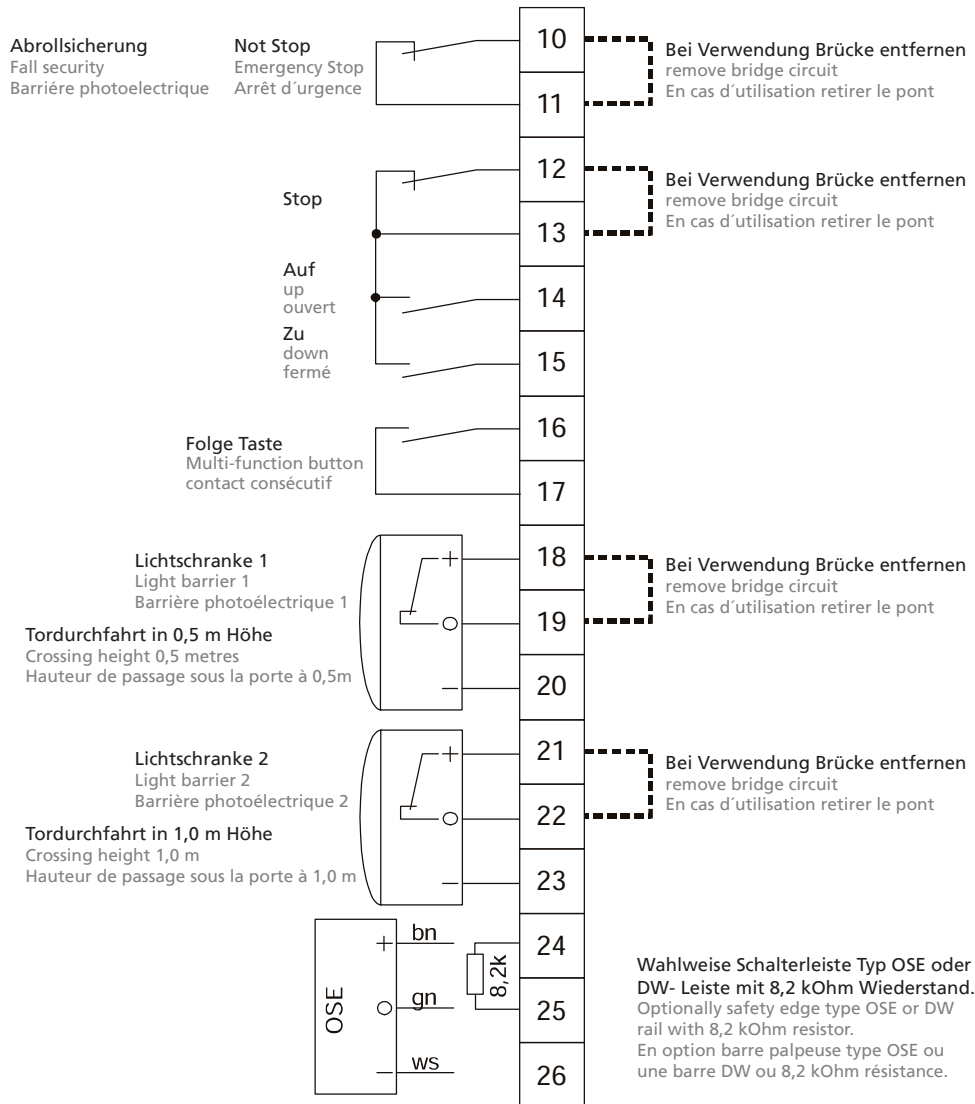 Abrollsicherung
Fall security
Barriére photoelectrique
Not Stop
Emergency Stop
Arrêt d´urgence
10
11
Bei Verwendung Brücke entfernen
remove bridge circuit
En cas d´utilisation retirer le pont
Stop
12
13
Bei Verwendung Brücke entfernen
remove bridge circuit
En cas d´utilisation retirer le pont
Auf
up
ouvert
14
Zu
down
fermé
15
Folge Taste
Multi-function button
contact consécutif
16
17
Lichtschranke 1
Light barrier 1
Barrière photoélectrique 1
Tordurchfahrt in 0,5 m Höhe
Crossing height 0,5 metres
Hauteur de passage sous la porte à 0,5m
+
O
−
18
19
20
Bei Verwendung Brücke entfernen
remove bridge circuit
En cas d´utilisation retirer le pont
Lichtschranke 2
Light barrier 2
Barrière photoélectrique 2
Tordurchfahrt in 1,0 m Höhe
Crossing height 1,0 m
Hauteur de passage sous la porte à 1,0 m
+
O
−
21
22
23
Bei Verwendung Brücke entfernen
remove bridge circuit
En cas d´utilisation retirer le pont
OSE
+ bn
O gn
− ws
8,2k
24
25
26
Wahlweise Schalterleiste Typ OSE oder
DW- Leiste mit 8,2 kOhm Wiederstand.
Optionally safety edge type OSE or DW
rail with 8,2 kOhm resistor.
En option barre palpeuse type OSE ou
une barre DW ou 8,2 kOhm résistance.